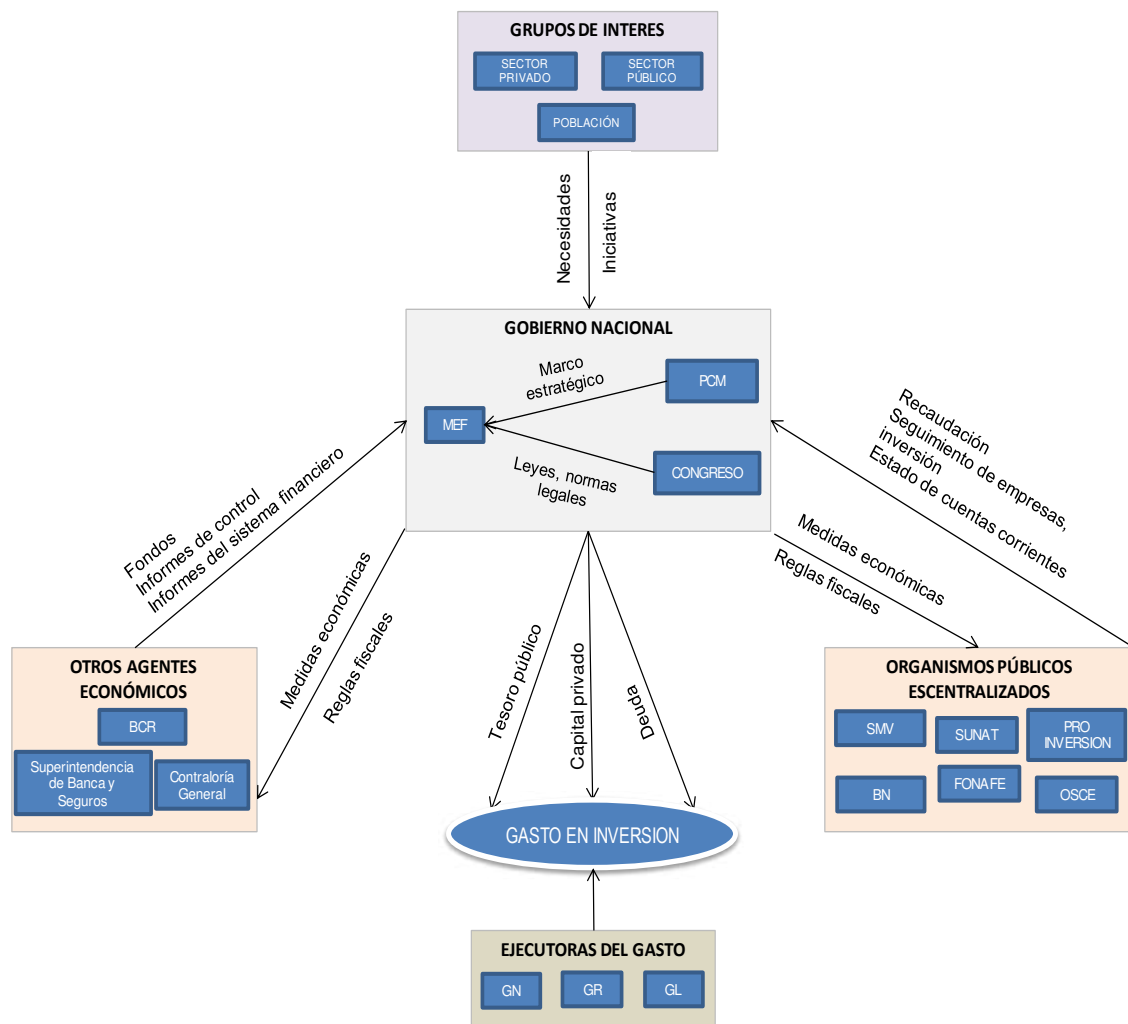 GRUPOS DE INTERES
SECTOR
PRIVADO
SECTOR
PÚBLICO
POBLACIÓN
Necesidades
Iniciativas
GOBIERNO NACIONAL
Marco
estratégico
PCM
MEF
Leyes, normas
legales
CONGRESO
Fondos
Informes de control
Informes del sistema financiero
Medidas económicas
Reglas fiscales
Recaudación
Seguimiento de empresas,
inversión
Estado de cuentas corrientes
Medidas económicas
Reglas fiscales
Tesoro público
Capital privado
Deuda
OTROS AGENTES
ECONÓMICOS
BCR
Superintendencia
de Banca y
Seguros
Contraloría
General
ORGANISMOS PÚBLICOS
ESCENTRALIZADOS
SMV
SUNAT
PRO
INVERSION
BN
FONAFE
OSCE
GASTO EN INVERSION
EJECUTORAS DEL GASTO
GN
GR
GL